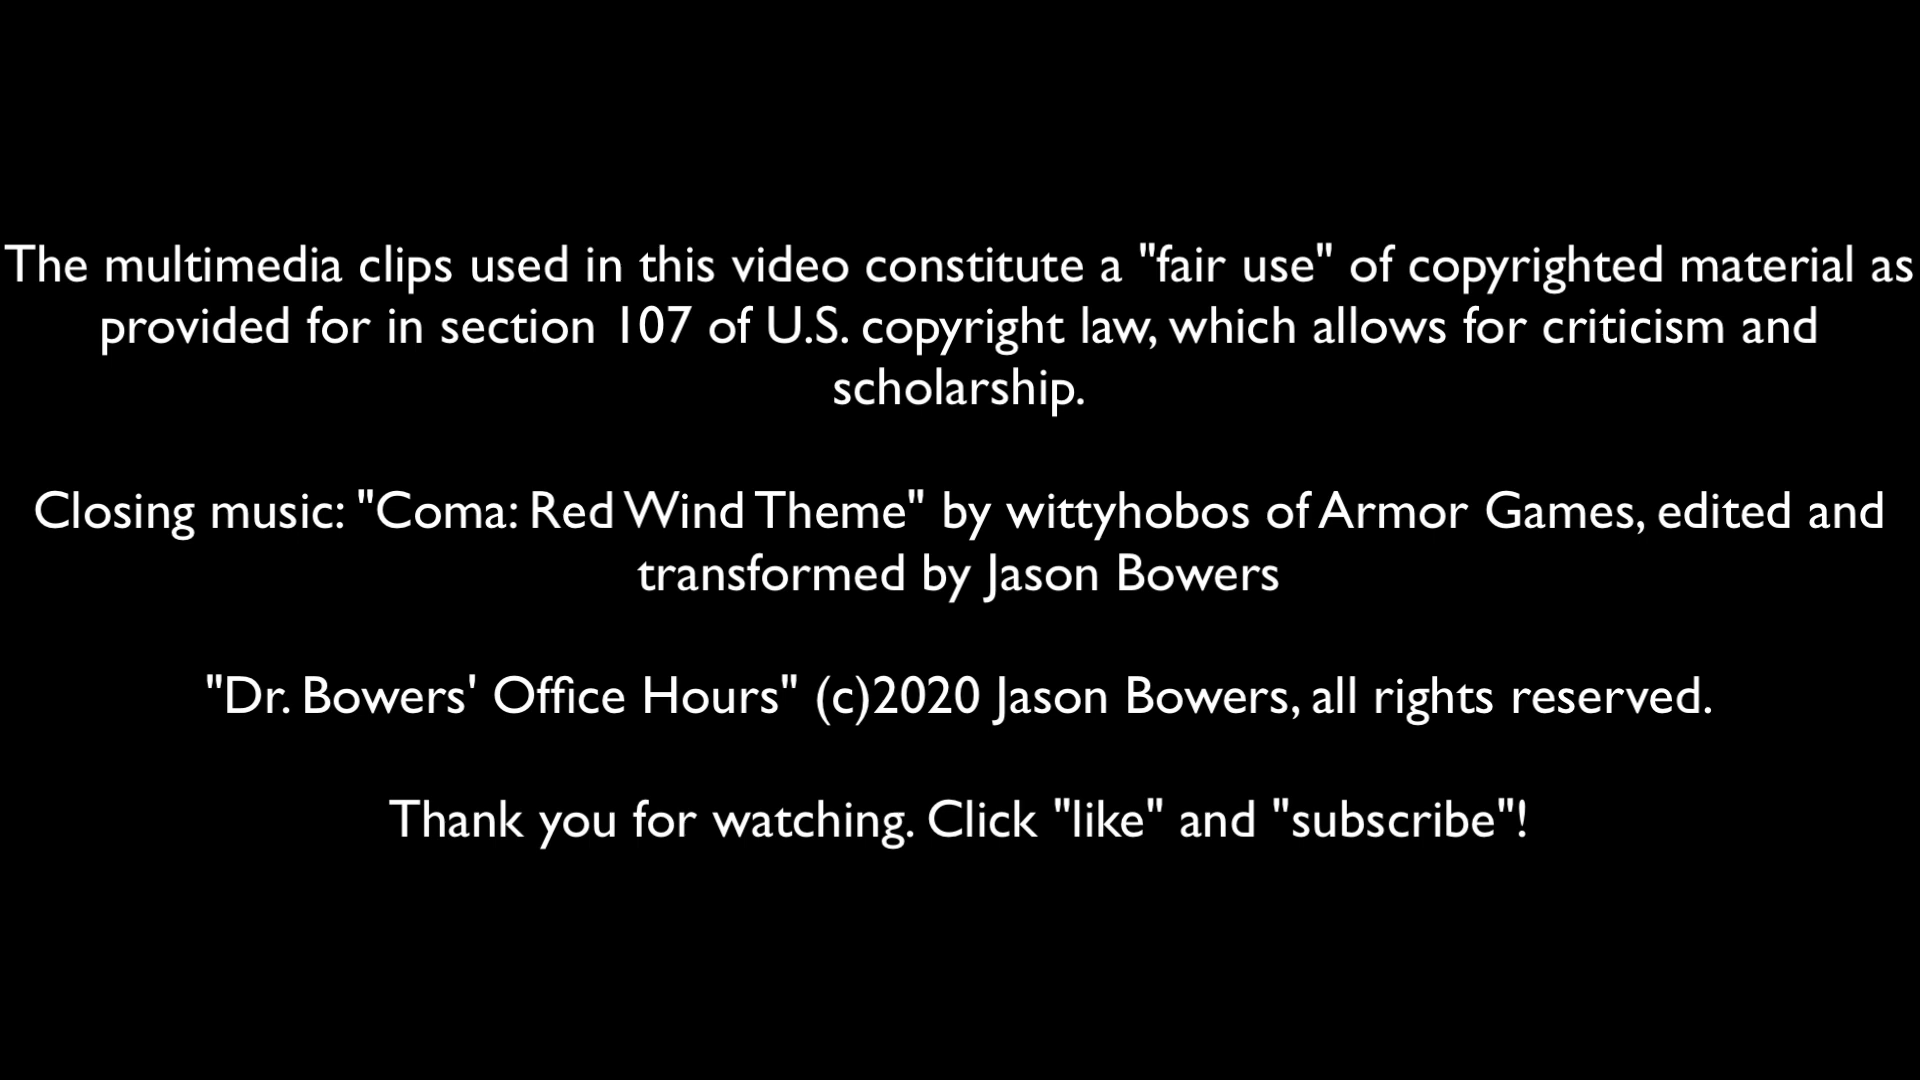 The multimedia clips used in this video constitute a "fair use" of copyrighted material as
provided for in section 107 of U.S. copyright law, which allows for criticism and
scholarship.
Closing music: "Coma: Red Wind Theme" by wittyhobos of Armor Games, edited and
transformed by Jason Bowers
"Dr. Bowers' Office Hours" (c)2020 Jason Bowers, all rights reserved.
Thank you for watching. Click "like" and "subscribe"!